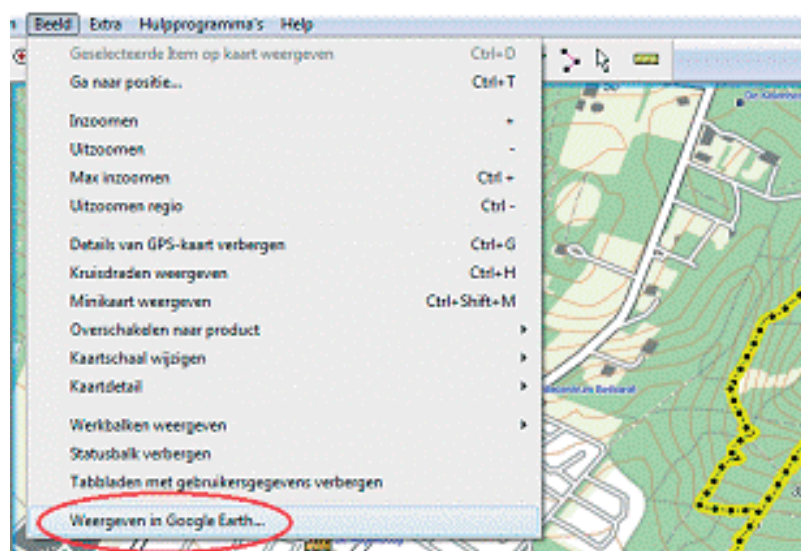 Beeld Extra Hulpprogramma's Help
Geselecteerde Item op kaart weergeven Ctrl+D
Ga naar positie... Ctrl+T
Inzoomen +
Uitzoomen -
Max inzoomen Ctrl +
Uitzoomen regio Ctrl -
Details van GPS-kaart verbergen Ctrl+G
Kruisdraden weergeven Ctrl+H
Minikaart weergeven Ctrl+Shift+M
Overschakelen naar product
Kaartschaal wijzigen
Kaartdetail
Werkbalken weergeven
Statusbalk verbergen
Tabbladen met gebruikersgegevens verbergen
Weergeven in Google Earth...